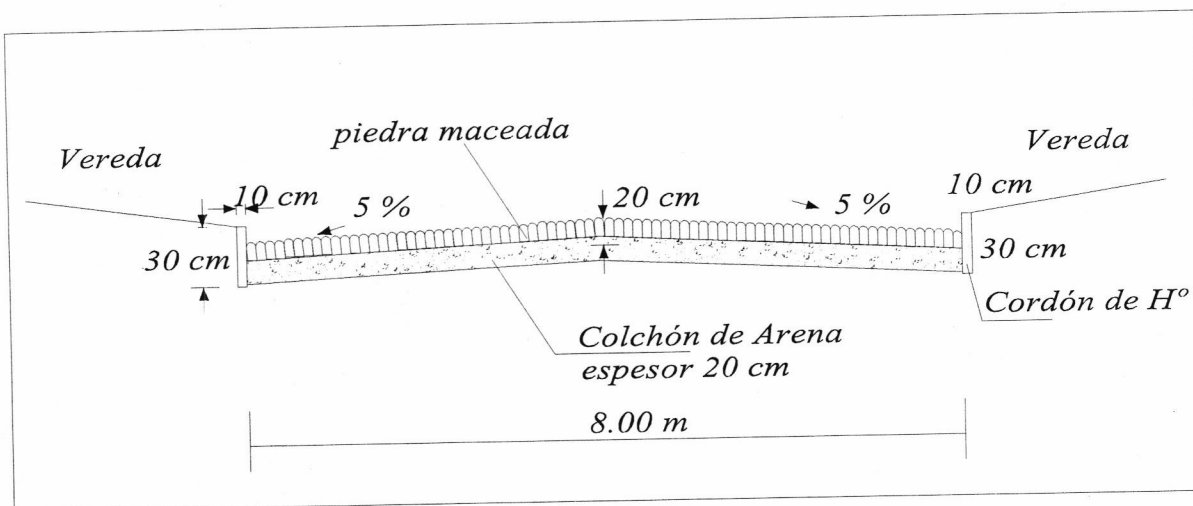 Vereda
piedra maceada
Vereda
10 cm
5 %
20 cm
5 %
10 cm
30 cm
30 cm
Cordón de Hº
Colchón de Arena
espesor 20 cm
8.00 m